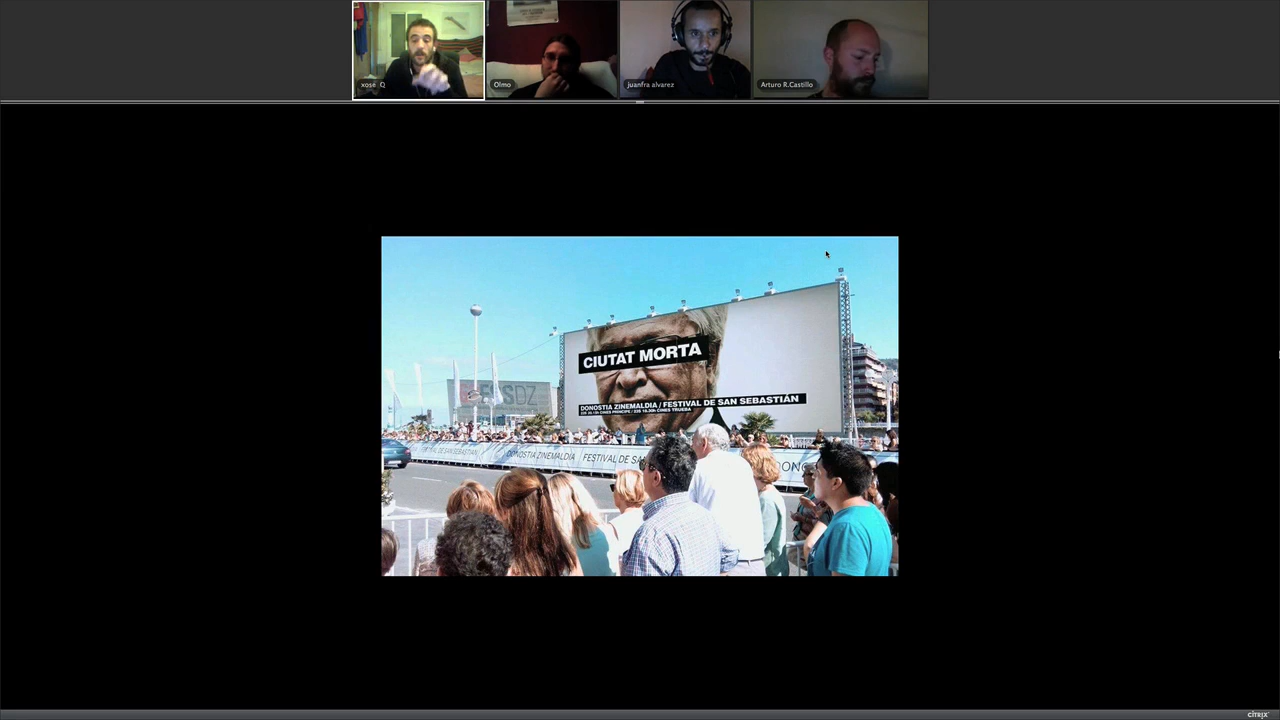 xose Q
Olmo
juanfra alvarez
Arturo R.Castillo
CIUTAT MORTA
DONOSTIA ZINEMALDIA / FESTIVAL DE SAN SEBASTIÁN
DONOSTIA ZINEMALDIA
FESTIVAL DE SA
DONO
CITRIX